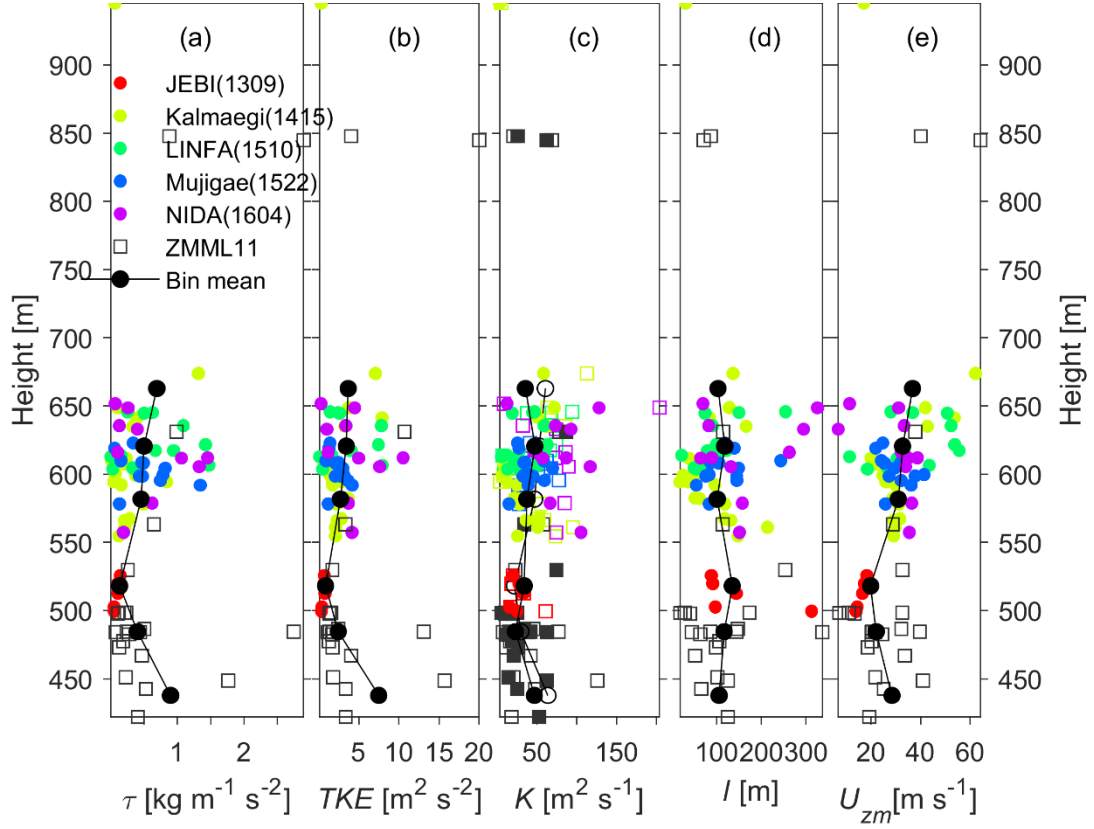 (a) (b) (c) (d) (e)
900 900
JEBI(1309)
Kalmaegi(1415)
850 850
LINFA(1510)
Mujigae(1522)
800 800
NIDA(1604)
ZMML11
750 750
Bin mean
Height [m]
Height [m]
700 700
650 650
600 600
550 550
500 500
450 450
1 2 5 10 15 20 50 150 100 200 300 20 40 60
τ [kg m⁻¹ s⁻²] TKE [m² s⁻²] K [m² s⁻¹] l [m] U_zm [m s⁻¹]